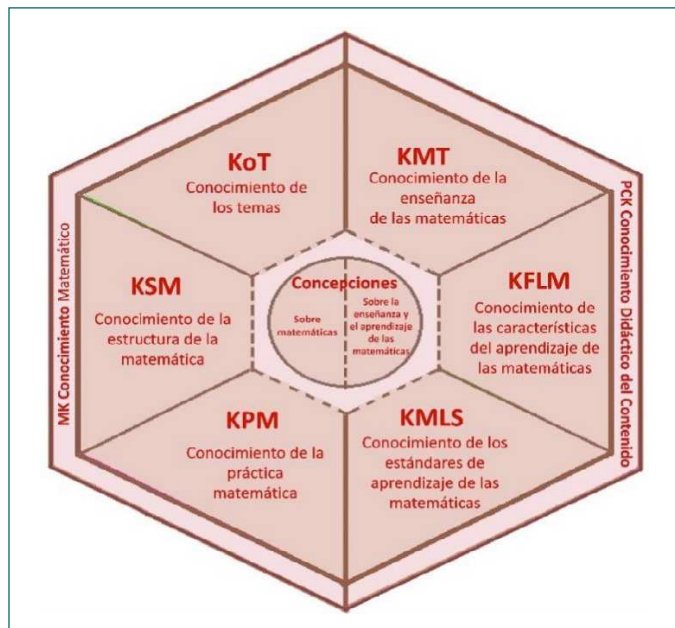 KoT
Conocimiento de
los temas
KMT
Conocimiento de la
enseñanza
de las matemáticas
MK Conocimiento Matemático
KSM
Conocimiento de la
estructura de la
matemática
Concepciones
Sobre
matemáticas
Sobre la
enseñanza y
el aprendizaje
de las
matemáticas
KFLM
Conocimiento de
las características
del aprendizaje de
las matemáticas
PCK Conocimiento Didáctico del Contenido
KPM
Conocimiento de la
práctica
matemática
KMLS
Conocimiento de los
estándares de
aprendizaje de las
matemáticas